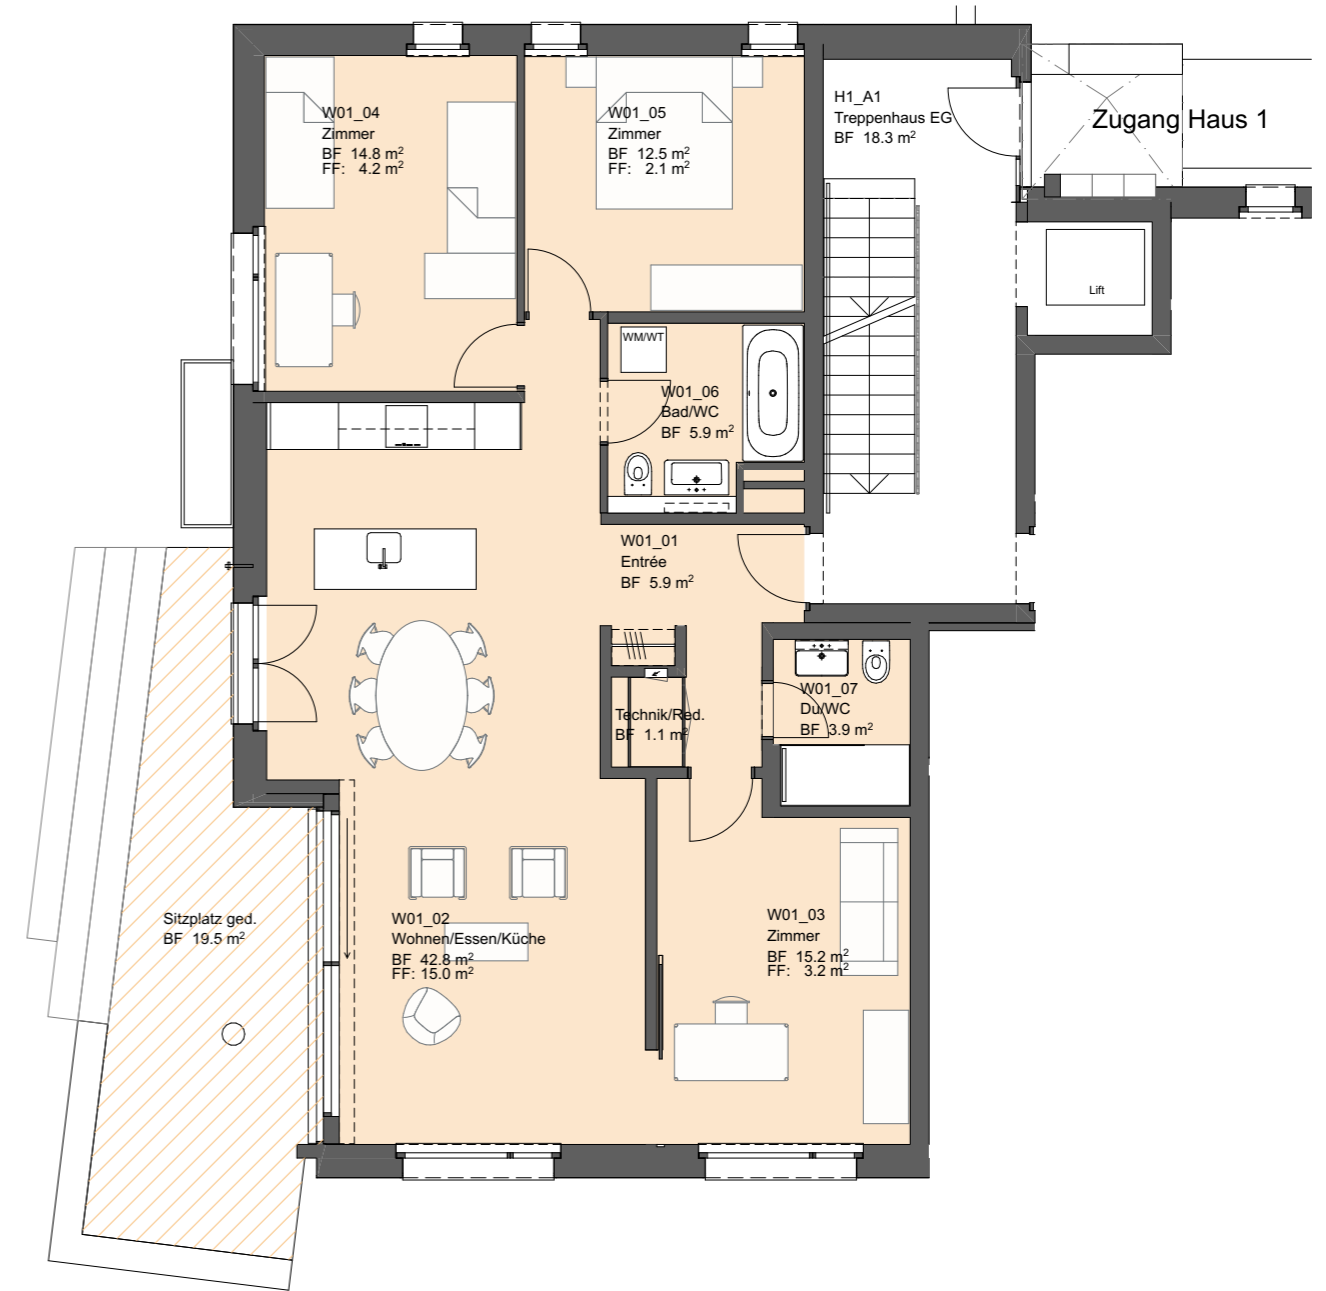 W01_04
Zimmer
BF 14.8 m²
FF: 4.2 m²
W01_05
Zimmer
BF 12.5 m²
FF: 2.1 m²
H1_A1
Treppenhaus EG
BF 18.3 m²
Zugang Haus 1
Lift
WM/WT
W01_06
Bad/WC
BF 5.9 m²
W01_01
Entrée
BF 5.9 m²
W01_07
Du/WC
BF 3.9 m²
Technik/Red.
BF 1.1 m²
Sitzplatz ged.
BF 19.5 m²
W01_02
Wohnen/Essen/Küche
BF 42.8 m²
FF: 15.0 m²
W01_03
Zimmer
BF 15.2 m²
FF: 3.2 m²